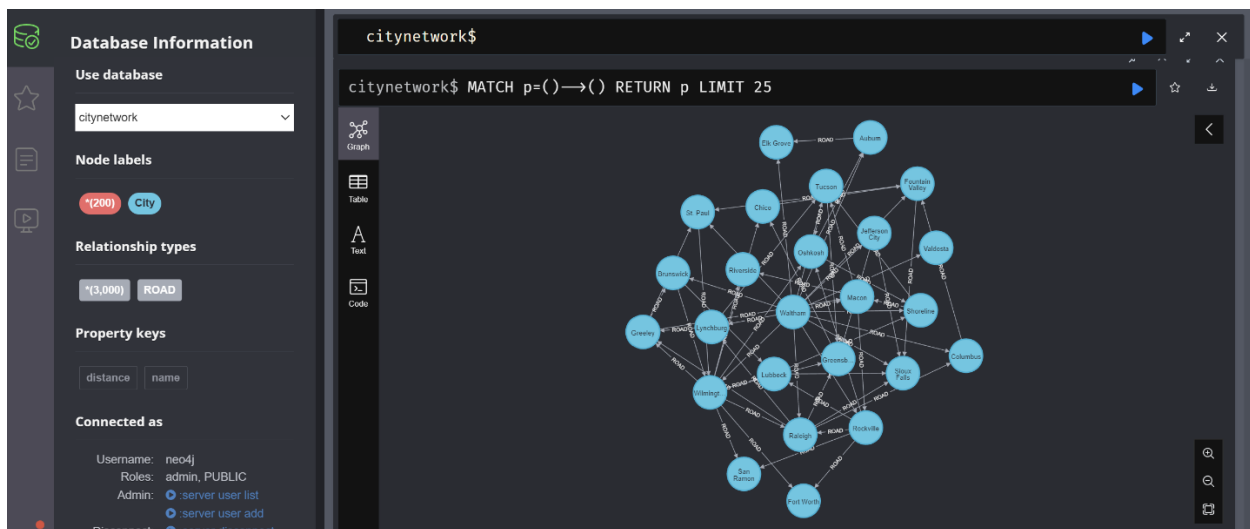 Database Information
Use database
citynetwork
Node labels
*(200) City
Relationship types
*(3,000) ROAD
Property keys
distance name
Connected as
Username: neo4j
Roles: admin, PUBLIC
Admin: :server user list
:server user add
citynetwork$
citynetwork$ MATCH p=()⟶() RETURN p LIMIT 25
Graph
Table
Text
Code
Elk Grove
ROAD
Auburn
Tucson
Fountain
Valley
Chico
St. Paul
Jefferson
City
Oshkosh
Valdosta
Riverside
Brunswick
Macon
Waltham
Shoreline
Lynchburg
Greeley
Greensb...
Columbus
Lubbock
Sioux
Falls
Wilmingt...
Raleigh
Rockville
San
Ramon
Fort Worth